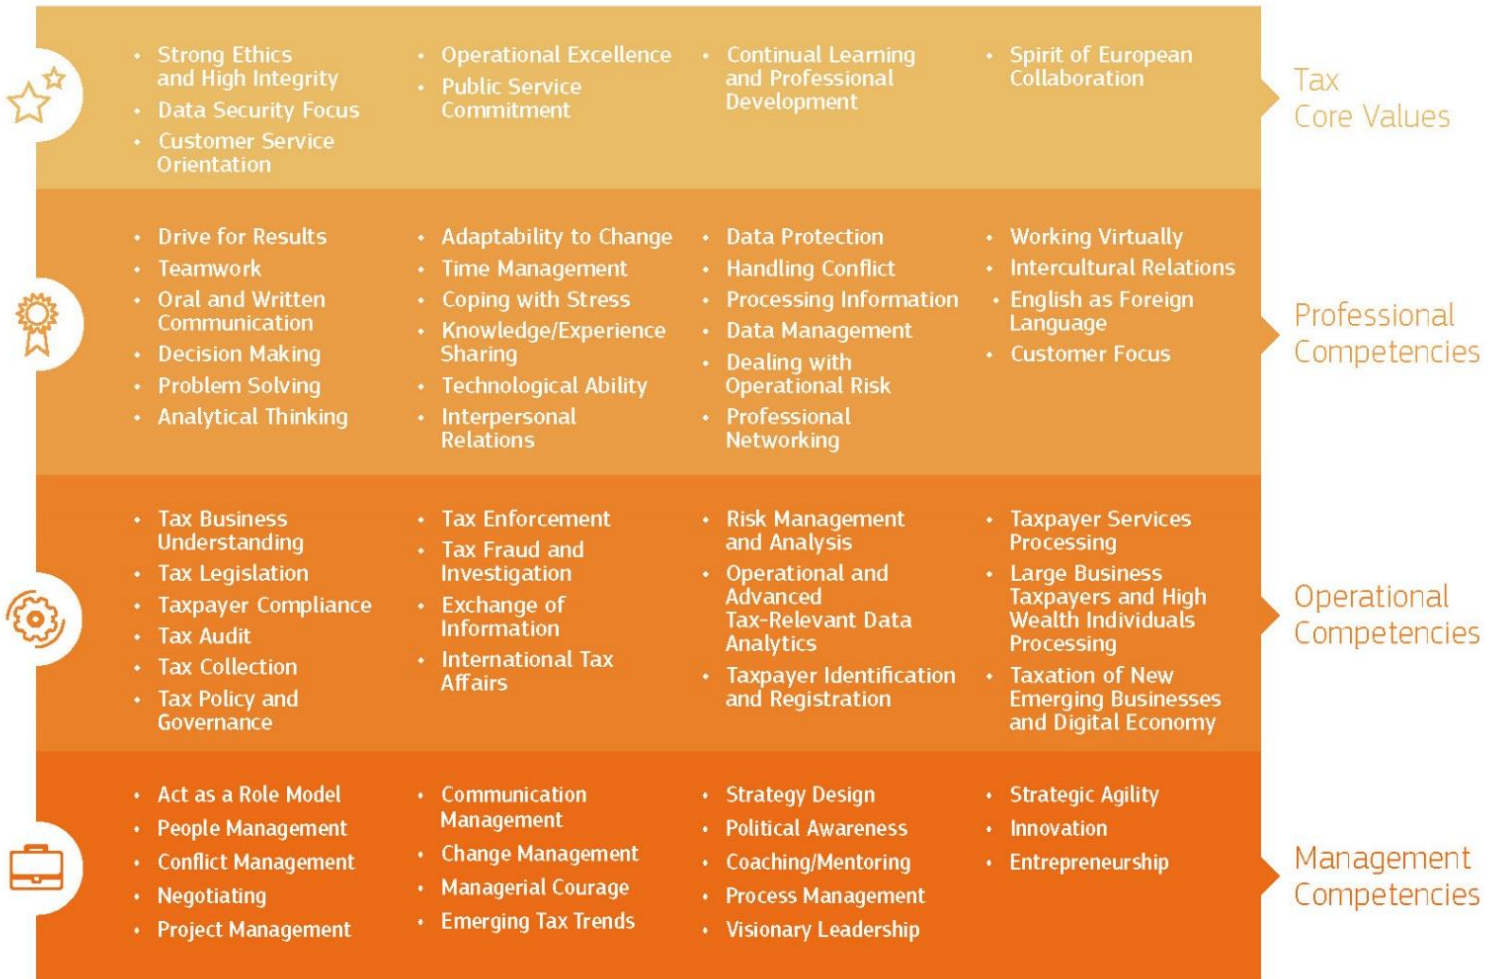 • Strong Ethics
and High Integrity
• Data Security Focus
• Customer Service
Orientation
• Operational Excellence
• Public Service
Commitment
• Continual Learning
and Professional
Development
• Spirit of European
Collaboration
Tax
Core Values
• Drive for Results
• Teamwork
• Oral and Written
Communication
• Decision Making
• Problem Solving
• Analytical Thinking
• Adaptability to Change
• Time Management
• Coping with Stress
• Knowledge/Experience
Sharing
• Technological Ability
• Interpersonal
Relations
• Data Protection
• Handling Conflict
• Processing Information
• Data Management
• Dealing with
Operational Risk
• Professional
Networking
• Working Virtually
• Intercultural Relations
• English as Foreign
Language
• Customer Focus
Professional
Competencies
• Tax Business
Understanding
• Tax Legislation
• Taxpayer Compliance
• Tax Audit
• Tax Collection
• Tax Policy and
Governance
• Tax Enforcement
• Tax Fraud and
Investigation
• Exchange of
Information
• International Tax
Affairs
• Risk Management
and Analysis
• Operational and
Advanced
Tax-Relevant Data
Analytics
• Taxpayer Identification
and Registration
• Taxpayer Services
Processing
• Large Business
Taxpayers and High
Wealth Individuals
Processing
• Taxation of New
Emerging Businesses
and Digital Economy
Operational
Competencies
• Act as a Role Model
• People Management
• Conflict Management
• Negotiating
• Project Management
• Communication
Management
• Change Management
• Managerial Courage
• Emerging Tax Trends
• Strategy Design
• Political Awareness
• Coaching/Mentoring
• Process Management
• Visionary Leadership
• Strategic Agility
• Innovation
• Entrepreneurship
Management
Competencies